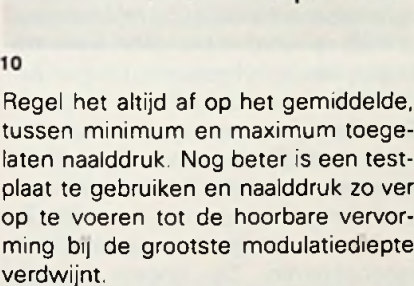 10
Regel het altijd af op het gemiddelde,
tussen minimum en maximum toege-
laten naalddruk. Nog beter is een test-
plaat te gebruiken en naalddruk zo ver
op te voeren tot de hoorbare vervor-
ming bij de grootste modulatiediepte
verdwijnt.